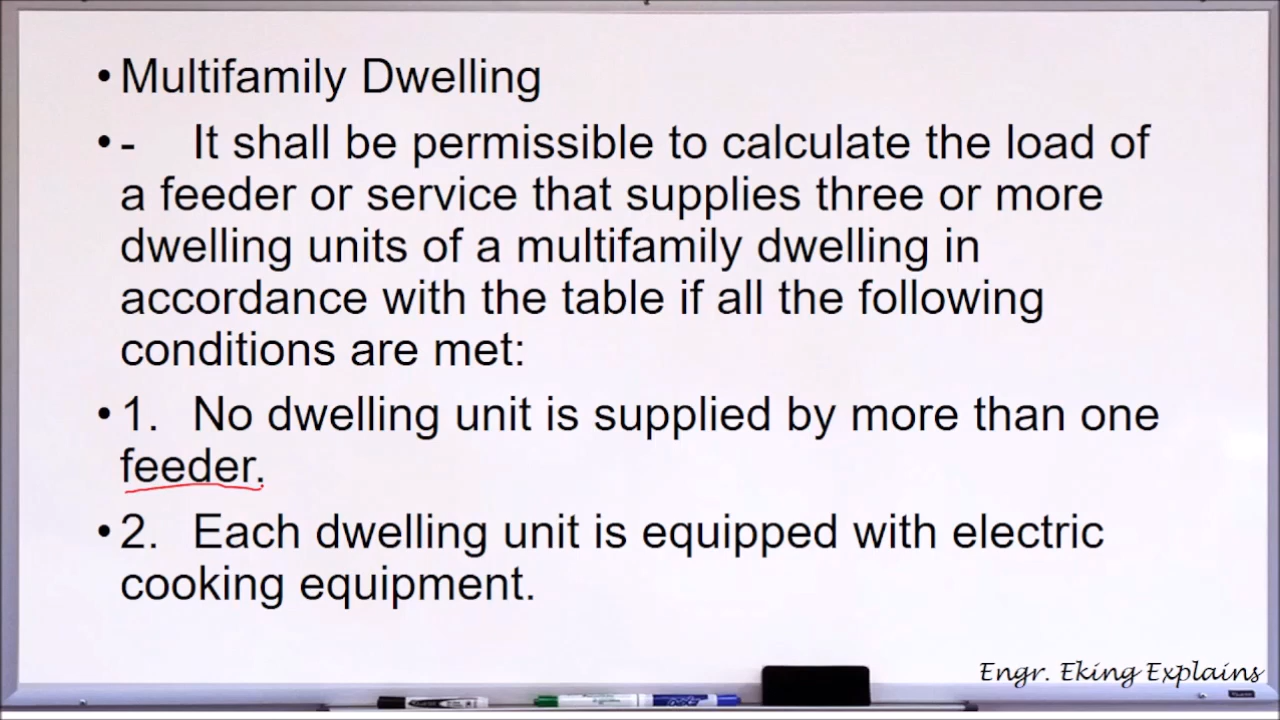 • Multifamily Dwelling
• - It shall be permissible to calculate the load of
a feeder or service that supplies three or more
dwelling units of a multifamily dwelling in
accordance with the table if all the following
conditions are met:
• 1. No dwelling unit is supplied by more than one
feeder.
• 2. Each dwelling unit is equipped with electric
cooking equipment.
Engr. Eking Explains